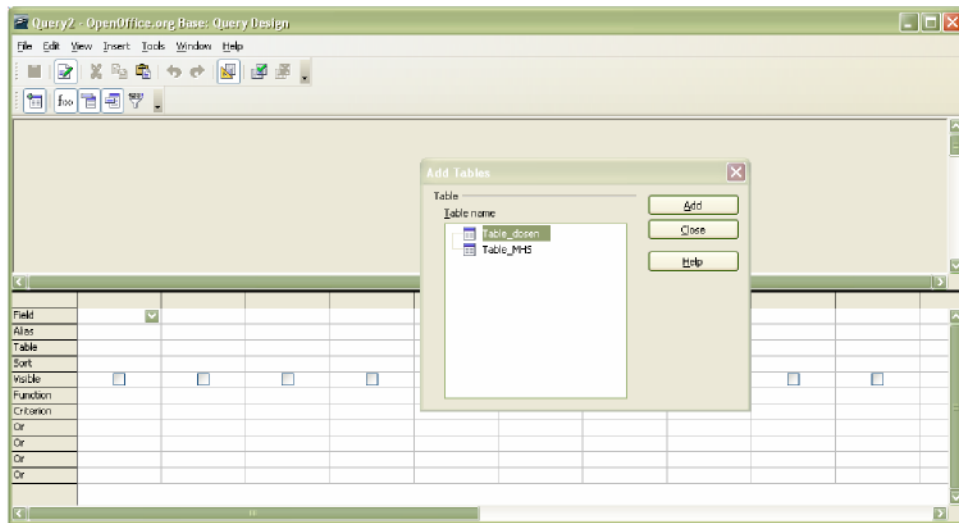 Query2 - OpenOffice.org Base: Query Design
File Edit View Insert Tools Window Help
foo
Add Tables
Table
Table name
Table_dosen
Table_MHS
Add
Close
Help
Field
Alias
Table
Sort
Visible
Function
Criterion
Or
Or
Or
Or